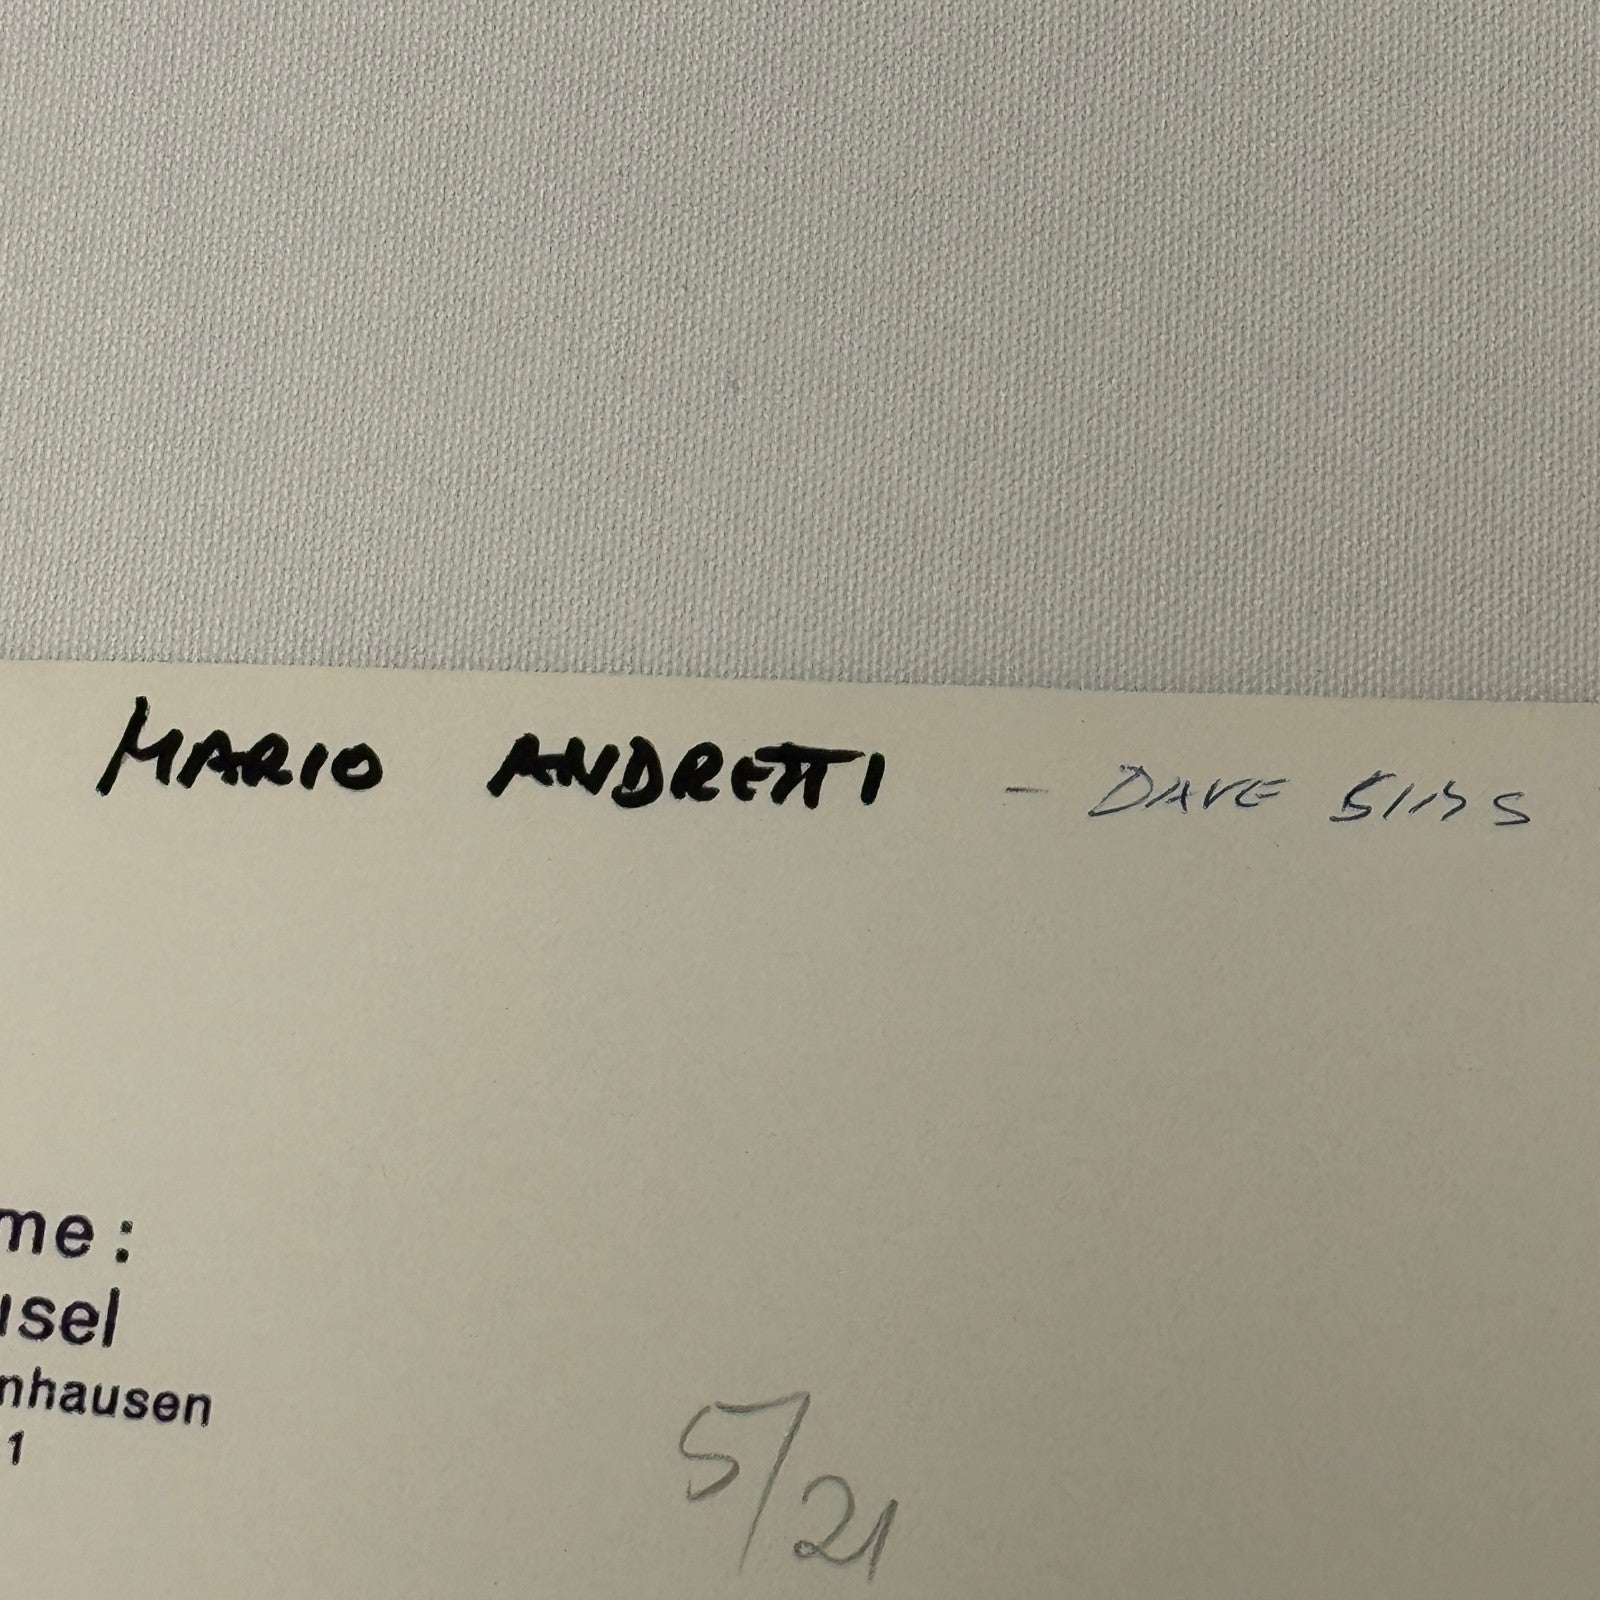 MARIO ANDRETTI - DAVE SIMS
me:
usel
nhausen
1
5/21